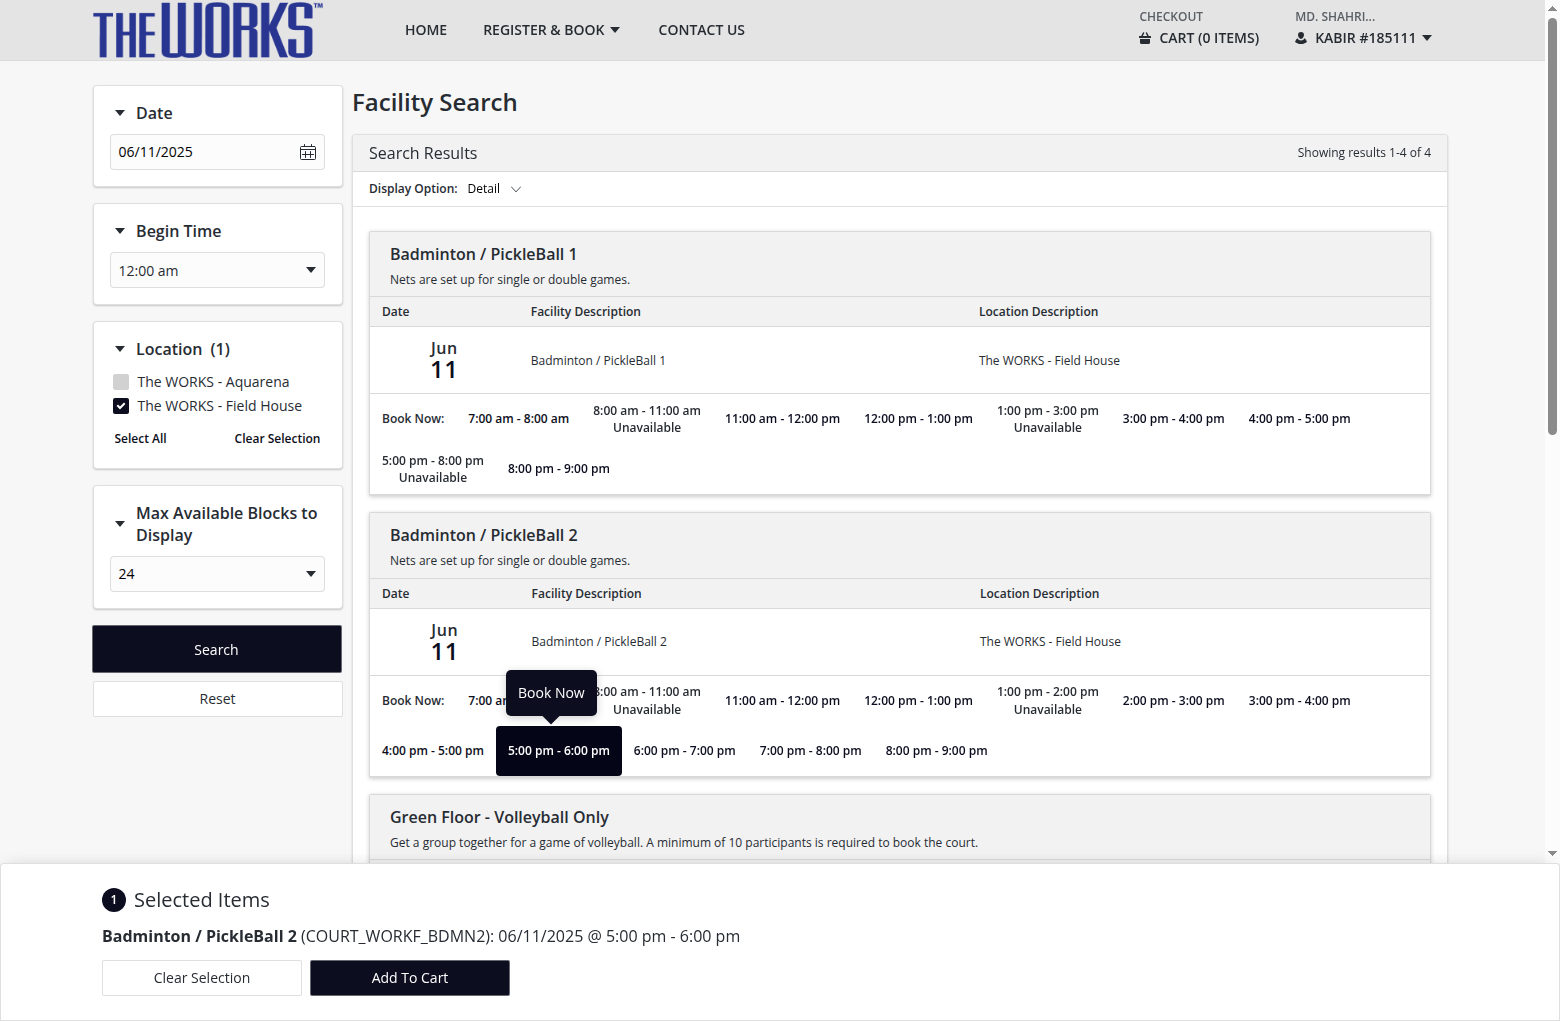 THE WORKS™
HOME
REGISTER & BOOK
CONTACT US
CHECKOUT
CART (0 ITEMS)
MD. SHAHRI...
KABIR #185111
Date
06/11/2025
Begin Time
12:00 am
Location (1)
The WORKS - Aquarena
The WORKS - Field House
Select All
Clear Selection
Max Available Blocks to
Display
24
Search
Reset
Facility Search
Search Results
Showing results 1-4 of 4
Display Option: Detail
Badminton / PickleBall 1
Nets are set up for single or double games.
Date
Facility Description
Location Description
Jun
11
Badminton / PickleBall 1
The WORKS - Field House
Book Now:
7:00 am - 8:00 am
8:00 am - 11:00 am
Unavailable
11:00 am - 12:00 pm
12:00 pm - 1:00 pm
1:00 pm - 3:00 pm
Unavailable
3:00 pm - 4:00 pm
4:00 pm - 5:00 pm
5:00 pm - 8:00 pm
Unavailable
8:00 pm - 9:00 pm
Badminton / PickleBall 2
Nets are set up for single or double games.
Date
Facility Description
Location Description
Jun
11
Badminton / PickleBall 2
The WORKS - Field House
Book Now:
7:00
Book Now
:00 am - 11:00 am
Unavailable
11:00 am - 12:00 pm
12:00 pm - 1:00 pm
1:00 pm - 2:00 pm
Unavailable
2:00 pm - 3:00 pm
3:00 pm - 4:00 pm
4:00 pm - 5:00 pm
5:00 pm - 6:00 pm
6:00 pm - 7:00 pm
7:00 pm - 8:00 pm
8:00 pm - 9:00 pm
Green Floor - Volleyball Only
Get a group together for a game of volleyball. A minimum of 10 participants is required to book the court.
1 Selected Items
Badminton / PickleBall 2 (COURT_WORKF_BDMN2): 06/11/2025 @ 5:00 pm - 6:00 pm
Clear Selection
Add To Cart